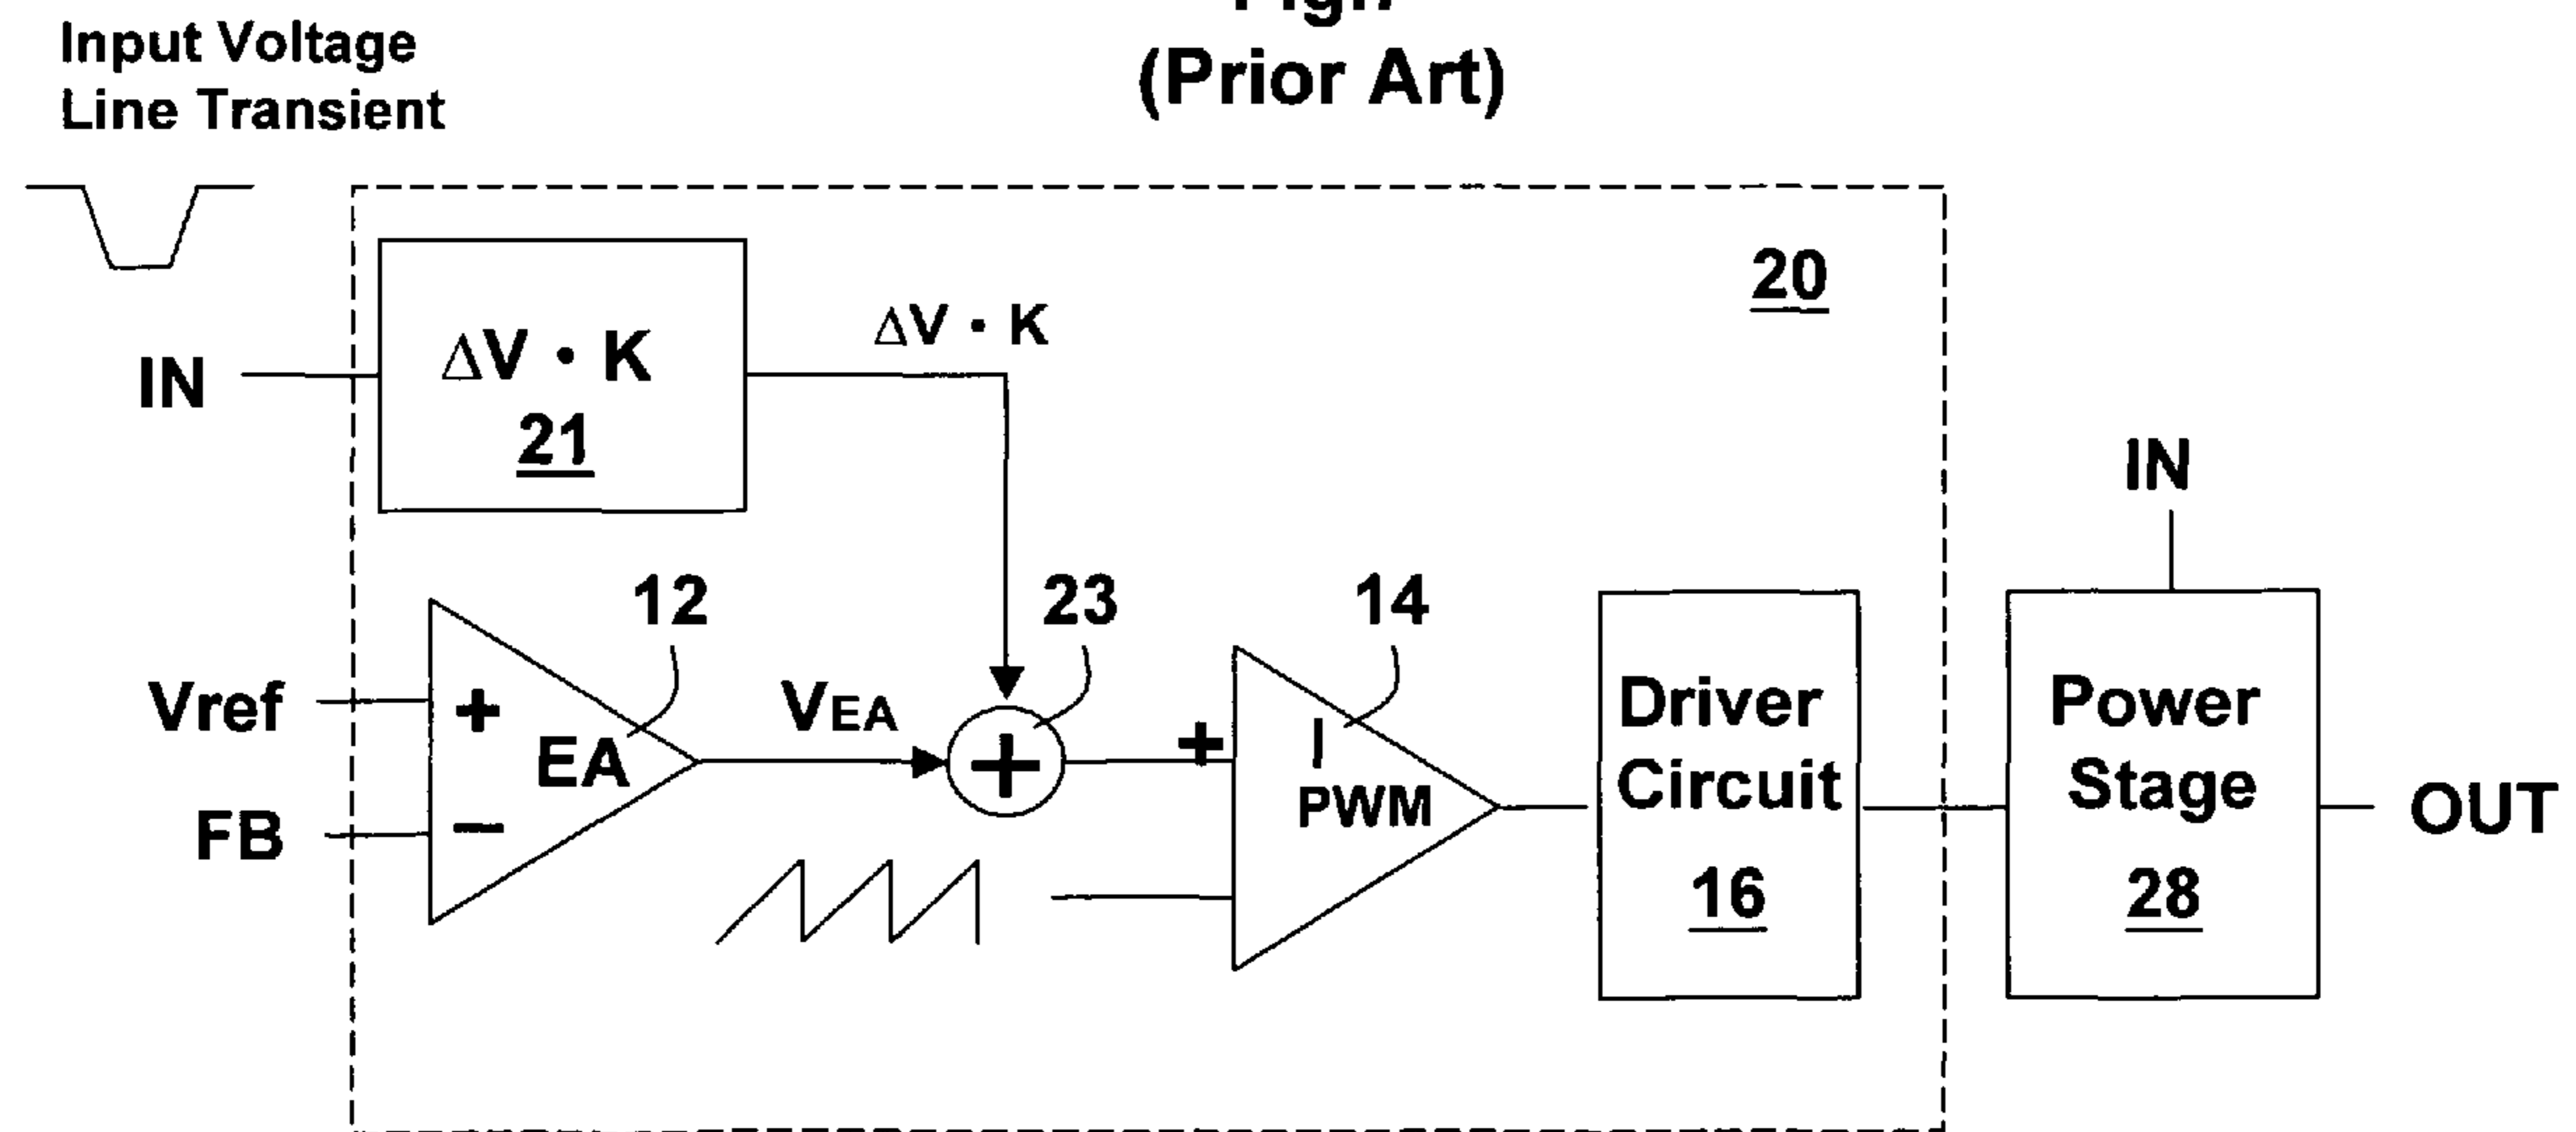 (Prior Art)
Input Voltage
Line Transient
20
ΔV • K
21
ΔV • K
IN
IN
12
23
14
Vref
+
EA
VEA
+
+
PWM
FB
−
Driver
Circuit
16
Power
Stage
28
OUT